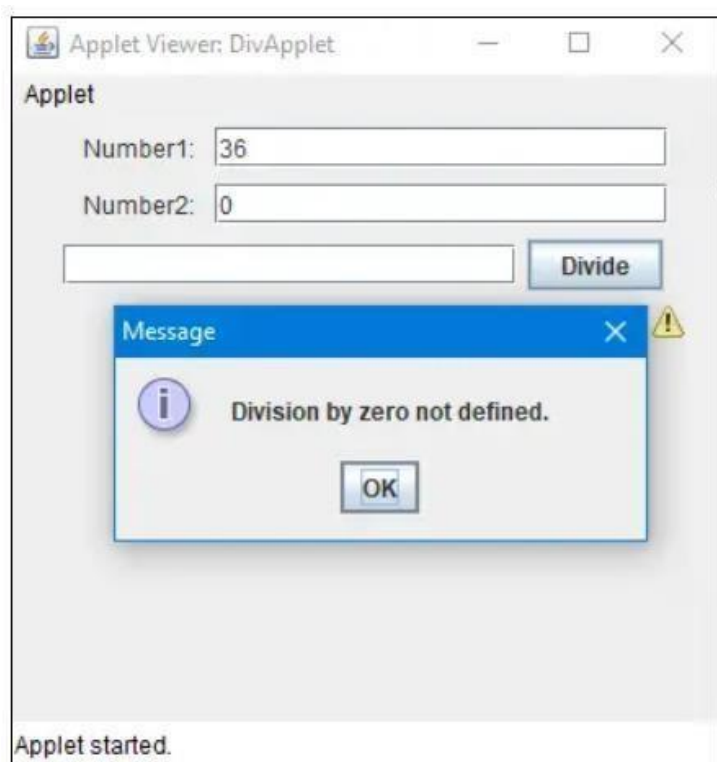 Applet Viewer: DivApplet
Applet
Number1: 36
Number2: 0
Divide
Message
Division by zero not defined.
OK
Applet started.